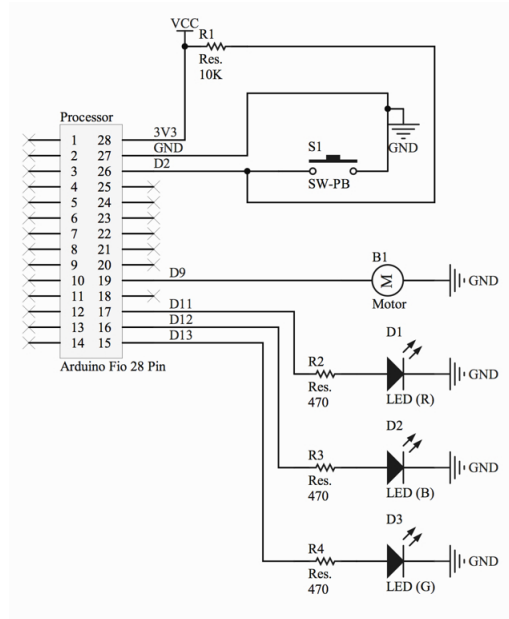 VCC
R1
Res.
10K
Processor
1 28 3V3
2 27 GND
3 26 D2
4 25
5 24
6 23
7 22
8 21
9 20
10 19 D9
11 18
12 17 D11
13 16 D12
14 15 D13
Arduino Fio 28 Pin
S1
SW-PB
GND
B1
M
Motor
GND
R2
Res.
470
D1
LED (R)
GND
R3
Res.
470
D2
LED (B)
GND
R4
Res.
470
D3
LED (G)
GND